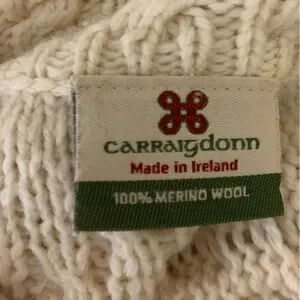 carraigdonn
Made in Ireland
100% MERINO WOOL